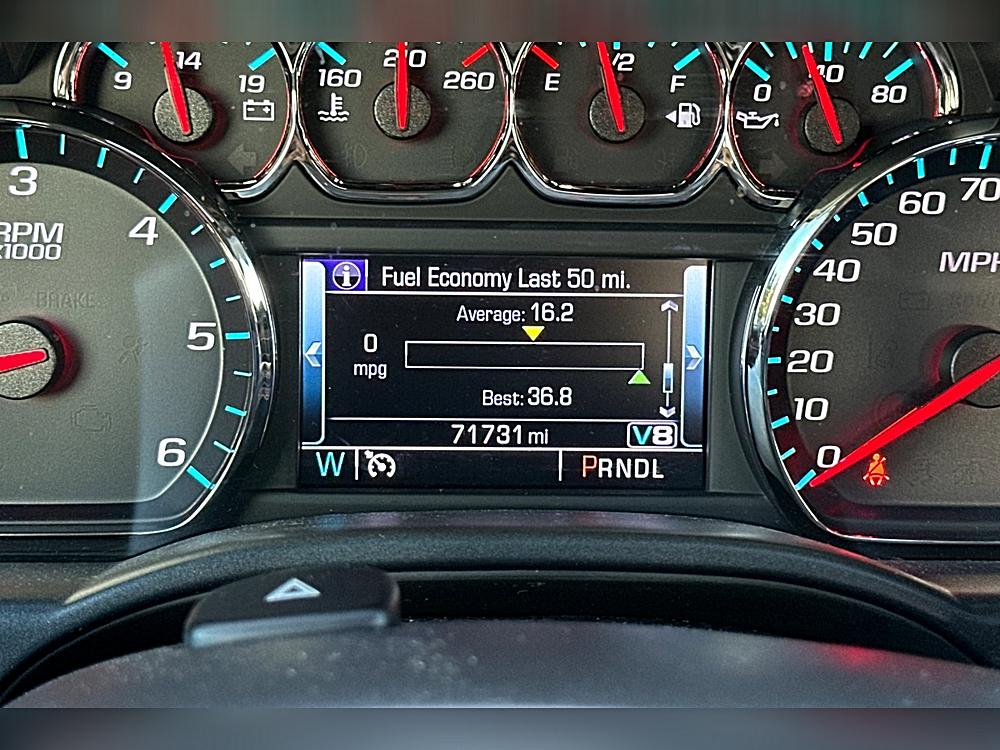 9 14 19
160 210 260
E 1/2 F
0 40 80
3 4 5 6
RPM
X1000
BRAKE
Fuel Economy Last 50 mi.
Average: 16.2
0
mpg
Best: 36.8
71731 mi V8
W PRNDL
0 10 20 30 40 50 60 70
MPH